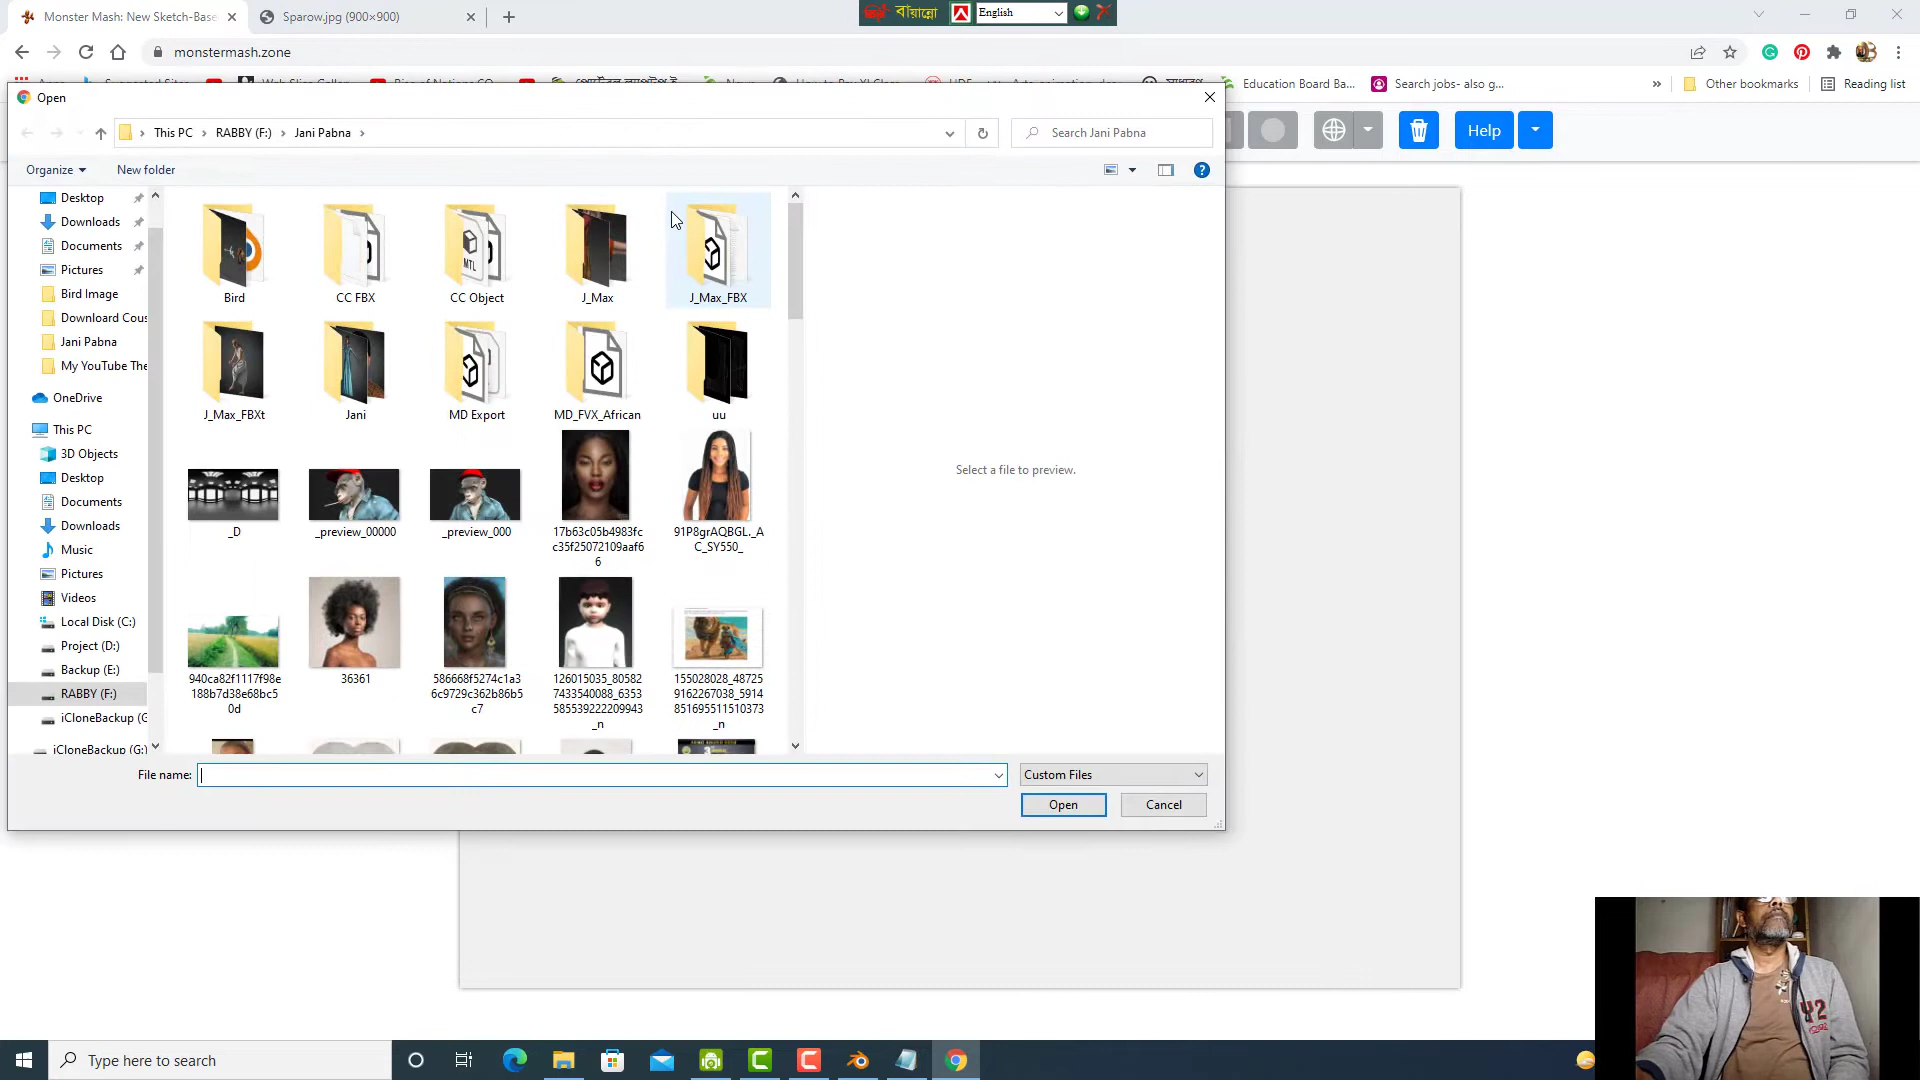 Monster Mash: New Sketch-Base
Sparow.jpg (900×900)
বাঁয়ান্নো
English
monstermash.zone
Education Board Ba...
Search jobs- also g...
Other bookmarks
Reading list
Open
This PC
RABBY (F:)
Jani Pabna
Search Jani Pabna
Help
Organize
New folder
Desktop
Downloads
Documents
Pictures
Bird Image
Downloard Cous
Jani Pabna
My YouTube The
OneDrive
This PC
3D Objects
Desktop
Documents
Downloads
Music
Pictures
Videos
Local Disk (C:)
Project (D:)
Backup (E:)
RABBY (F:)
iCloneBackup (G
iCloneBackup (G:)
Bird
CC FBX
CC Object
J_Max
J_Max_FBX
MTL
J_Max_FBXt
Jani
MD Export
MD_FVX_African
uu
_D
_preview_00000
_preview_000
17b63c05b4983fc
c35f25072109aaf6
6
91P8grAQBGL._A
C_SY550_
940ca82f1117f98e
188b7d38e68bc5
0d
36361
586668f5274c1a3
6c9729c362b86b5
c7
126015035_80582
7433540088_6353
585539222209943
_n
155028028_48725
9162267038_5914
851695511510373
_n
Select a file to preview.
File name:
Custom Files
Open
Cancel
Type here to search